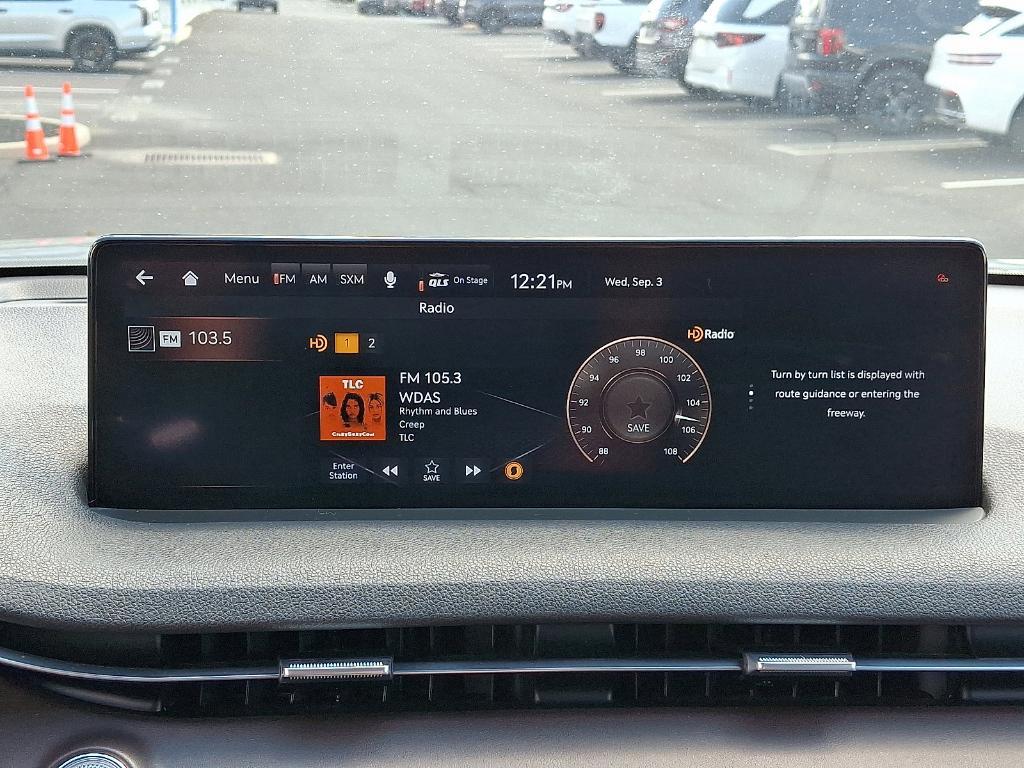 Menu FM AM SXM QLS On Stage 12:21PM Wed, Sep. 3
Radio
FM 103.5
HD 1 2
HD Radio
TLC
CRAZYSEXYCOOL
FM 105.3
WDAS
Rhythm and Blues
Creep
TLC
Enter
Station
SAVE
88 90 92 94 96 98 100 102 104 106 108
SAVE
Turn by turn list is displayed with
route guidance or entering the
freeway.